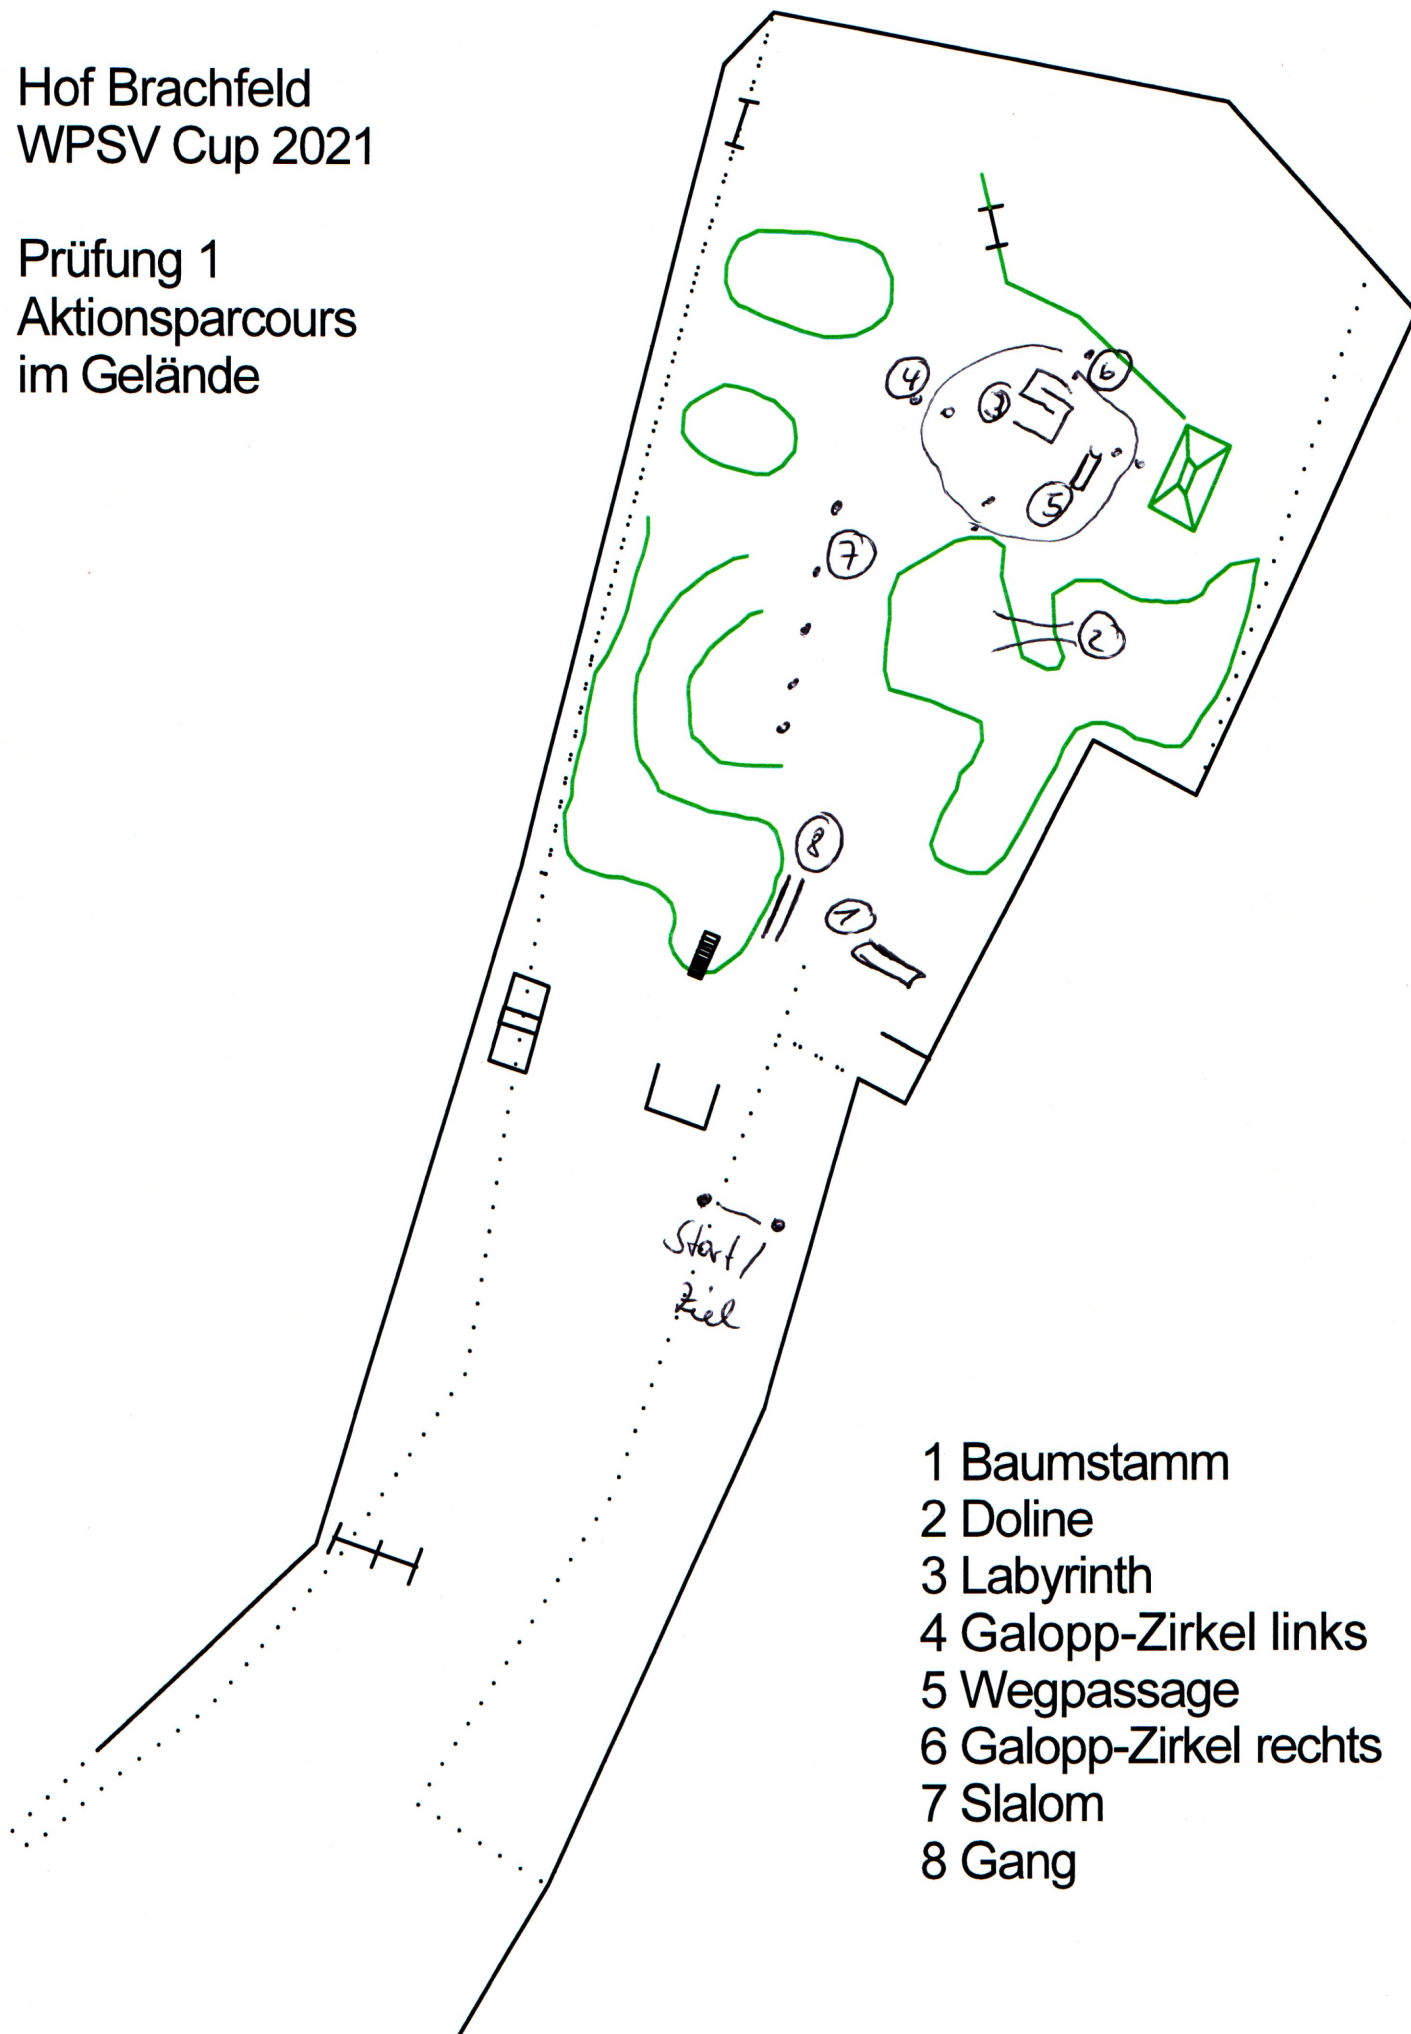 Hof Brachfeld
WPSV Cup 2021
Prüfung 1
Aktionsparcours
im Gelände
6
4
3
5
7
2
8
1
Start /
Ziel
1 Baumstamm
2 Doline
3 Labyrinth
4 Galopp-Zirkel links
5 Wegpassage
6 Galopp-Zirkel rechts
7 Slalom
8 Gang